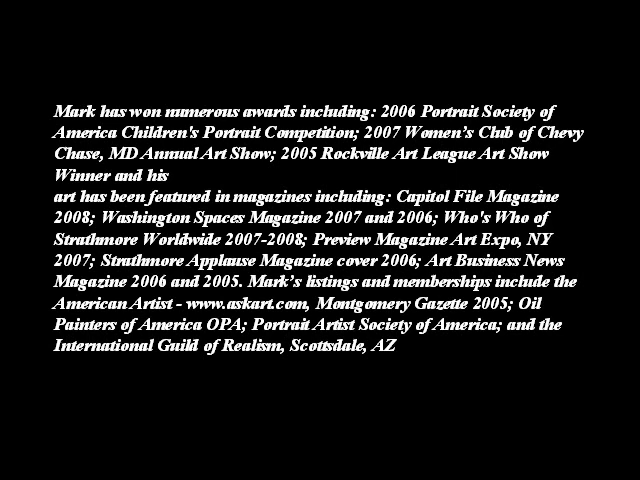 Mark has won numerous awards including: 2006 Portrait Society of
America Children's Portrait Competition; 2007 Women’s Club of Chevy
Chase, MD Annual Art Show; 2005 Rockville Art League Art Show
Winner and his
art has been featured in magazines including: Capitol File Magazine
2008; Washington Spaces Magazine 2007 and 2006; Who's Who of
Strathmore Worldwide 2007-2008; Preview Magazine Art Expo, NY
2007; Strathmore Applause Magazine cover 2006; Art Business News
Magazine 2006 and 2005. Mark’s listings and memberships include the
American Artist - www.askart.com, Montgomery Gazette 2005; Oil
Painters of America OPA; Portrait Artist Society of America; and the
International Guild of Realism, Scottsdale, AZ